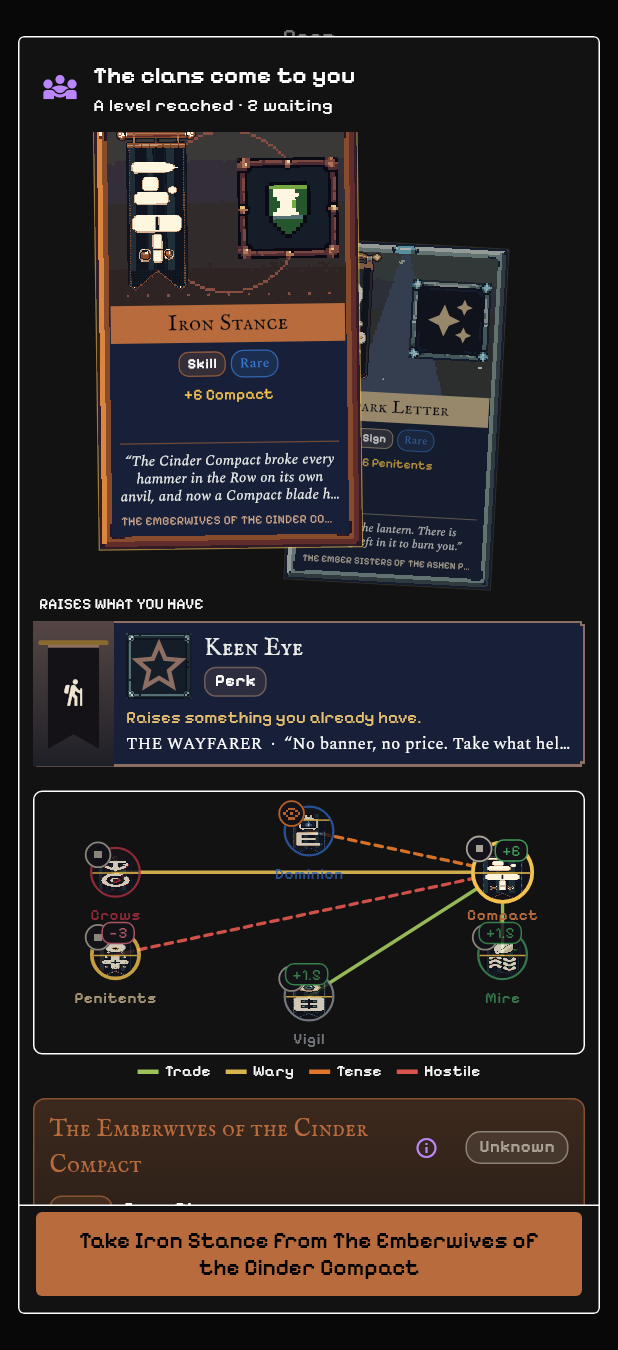 The clans come to you
A level reached · 2 waiting
Iron Stance
Skill Rare
+6 Compact
“The Cinder Compact broke every
hammer in the Row on its own
anvil, and now a Compact blade h…
THE EMBERWIVES OF THE CINDER CO…
ark Letter
Sign Rare
6 Penitents
he lantern. There is
eft in it to burn you.”
THE EMBER SISTERS OF THE ASHEN P…
RAISES WHAT YOU HAVE
Keen Eye
Perk
Raises something you already have.
THE WAYFARER · “No banner, no price. Take what hel…
Dominion
+6
Crows
Compact
-3
+1.8
Penitents
+1.8
Mire
Vigil
Trade Wary Tense Hostile
The Emberwives of the Cinder
Compact
Unknown
Take Iron Stance from The Emberwives of
the Cinder Compact